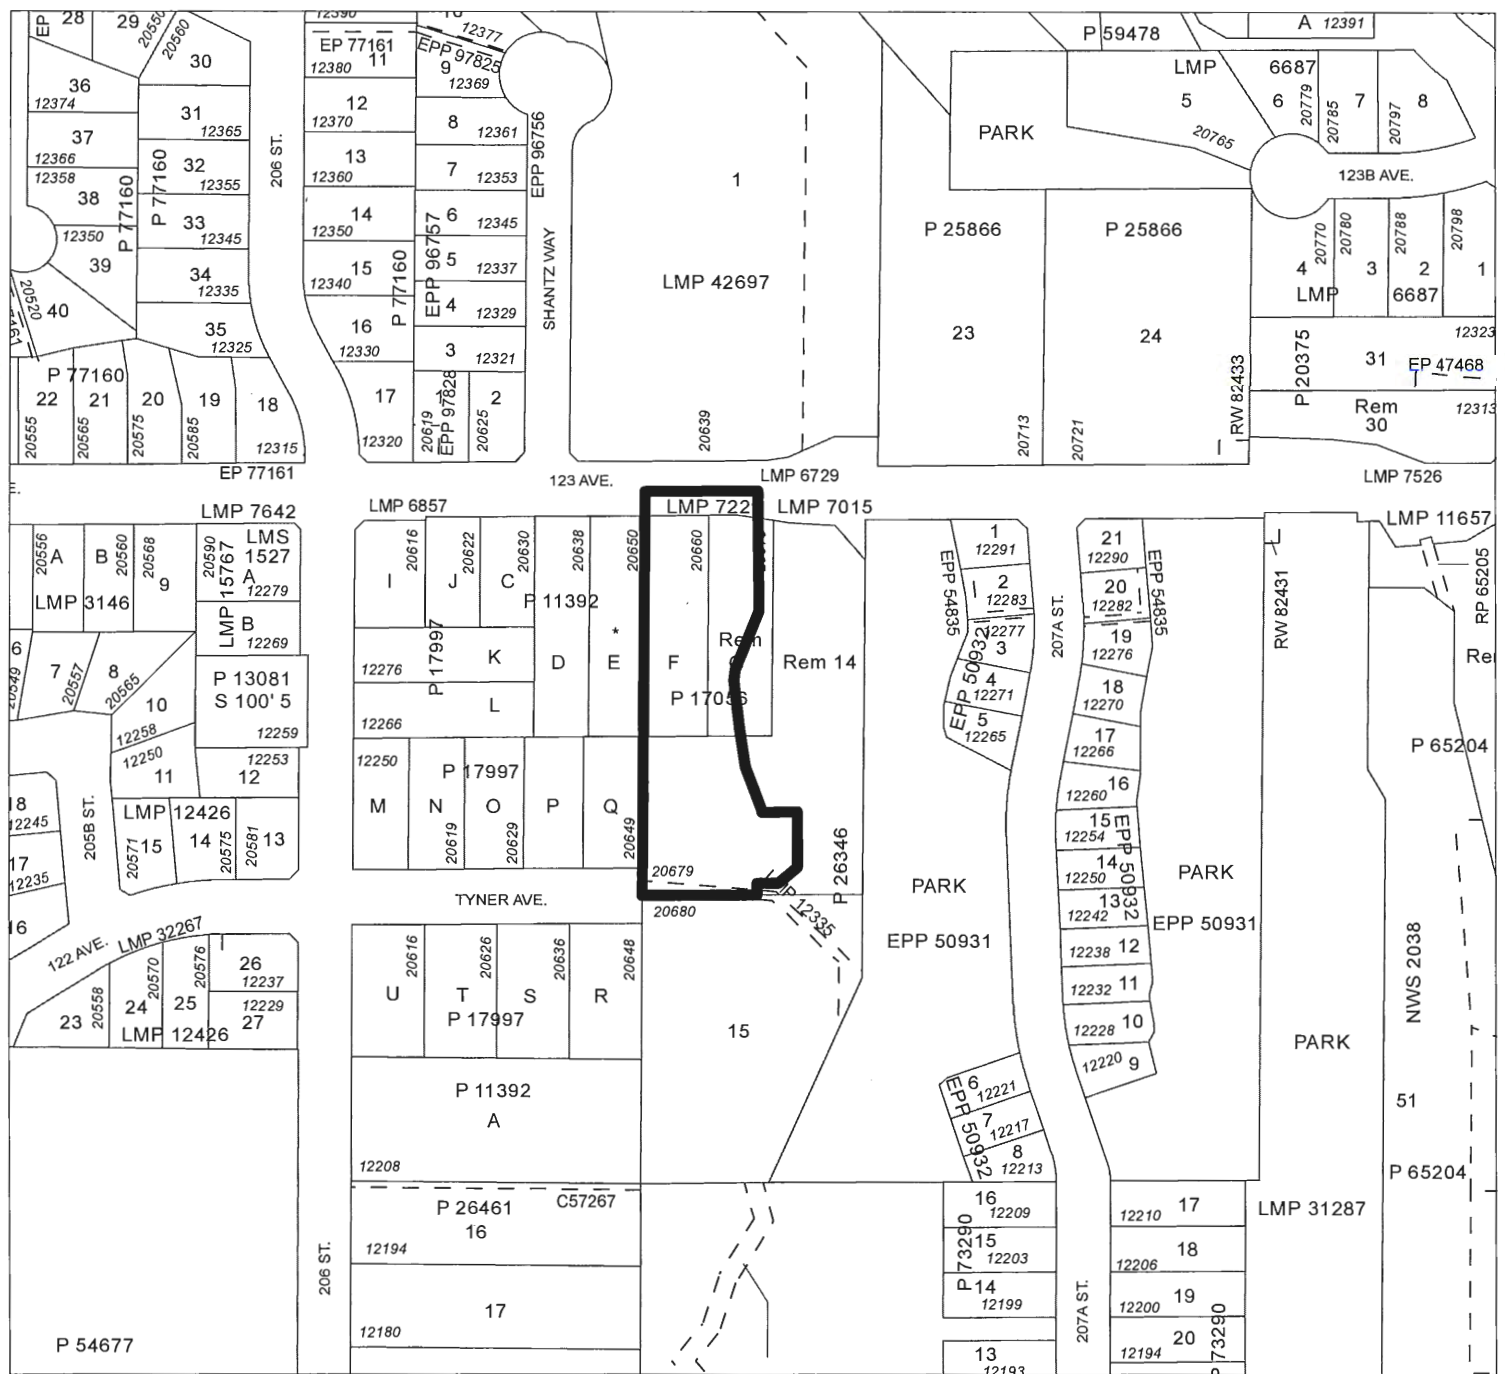 EP
28
29
20550
20560
30
36
12374
31
12365
37
12366
32
12355
12358
38
P 77160
P 77160
33
12345
12350
39
34
12335
20520
40
35
12325
P 77160
22
21
20
19
18
20555
20565
20575
20585
12315
206 ST.
12390
EP 77161
11
12380
12
12370
13
12360
14
12350
15
12340
P 77160
16
12330
17
12320
12377
EPP 97825
9
12369
8
12361
7
12353
6
12345
5
12337
4
12329
3
12321
EPP 96757
EPP 96756
SHANTZ WAY
2
20619
EPP 97828
20625
1
LMP 42697
20639
PARK
P 59478
A 12391
LMP 6687
5
6
7
8
20765
20779
20785
20797
123B AVE.
P 25866
P 25866
23
24
20713
20721
20770
20780
20788
20798
4
3
2
1
LMP 6687
12323
31
EP 47468
P 20375
RW 82433
Rem
30
12313
EP 77161
123 AVE.
LMP 6729
LMP 7526
LMP 7642
LMP 6857
LMP 722
LMP 7015
LMP 11657
20556
A
B
20560
20568
9
LMP 3146
20590
LMP 15767
LMS
1527
A
12279
B
12269
6
20549
7
20557
8
20565
10
P 13081
S 100' 5
12259
12258
12250
11
12253
12
18
12245
17
12235
16
205B ST.
LMP 12426
20571
15
14
20575
20581
13
122 AVE.
LMP 32267
23
20558
24
20570
25
20576
26
12237
12229
27
LMP 12426
P 54677
I
20616
J
20622
C
20630
20638
20650
20660
P 11392
12276
K
P 17997
D
*
E
F
Rem
P 17056
12266
L
12250
P 17997
M
N
O
P
Q
20619
20629
20649
20679
TYNER AVE.
20680
P 12335
20616
20626
20636
20648
U
T
S
R
P 17997
P 11392
A
12208
P 26461
C57267
16
12194
17
12180
206 ST.
Rem 14
P 26346
15
PARK
EPP 50931
EPP 54835
1
12291
2
12283
12277
3
4
12271
5
12265
EPP 50932
207A ST.
21
12290
20
12282
EPP 54835
19
12276
18
12270
17
12266
16
12260
15
12254
14
12250
13
12242
12
12238
11
12232
10
12228
12220
9
EPP 50932
PARK
EPP 50931
6
12221
7
12217
8
12213
EPP 50932
16
12209
15
12203
14
12199
13
12193
P 73290
207A ST.
17
12210
18
12206
19
12200
20
12194
P 73290
RW 82431
PARK
LMP 31287
RP 65205
P 65204
NWS 2038
51
P 65204